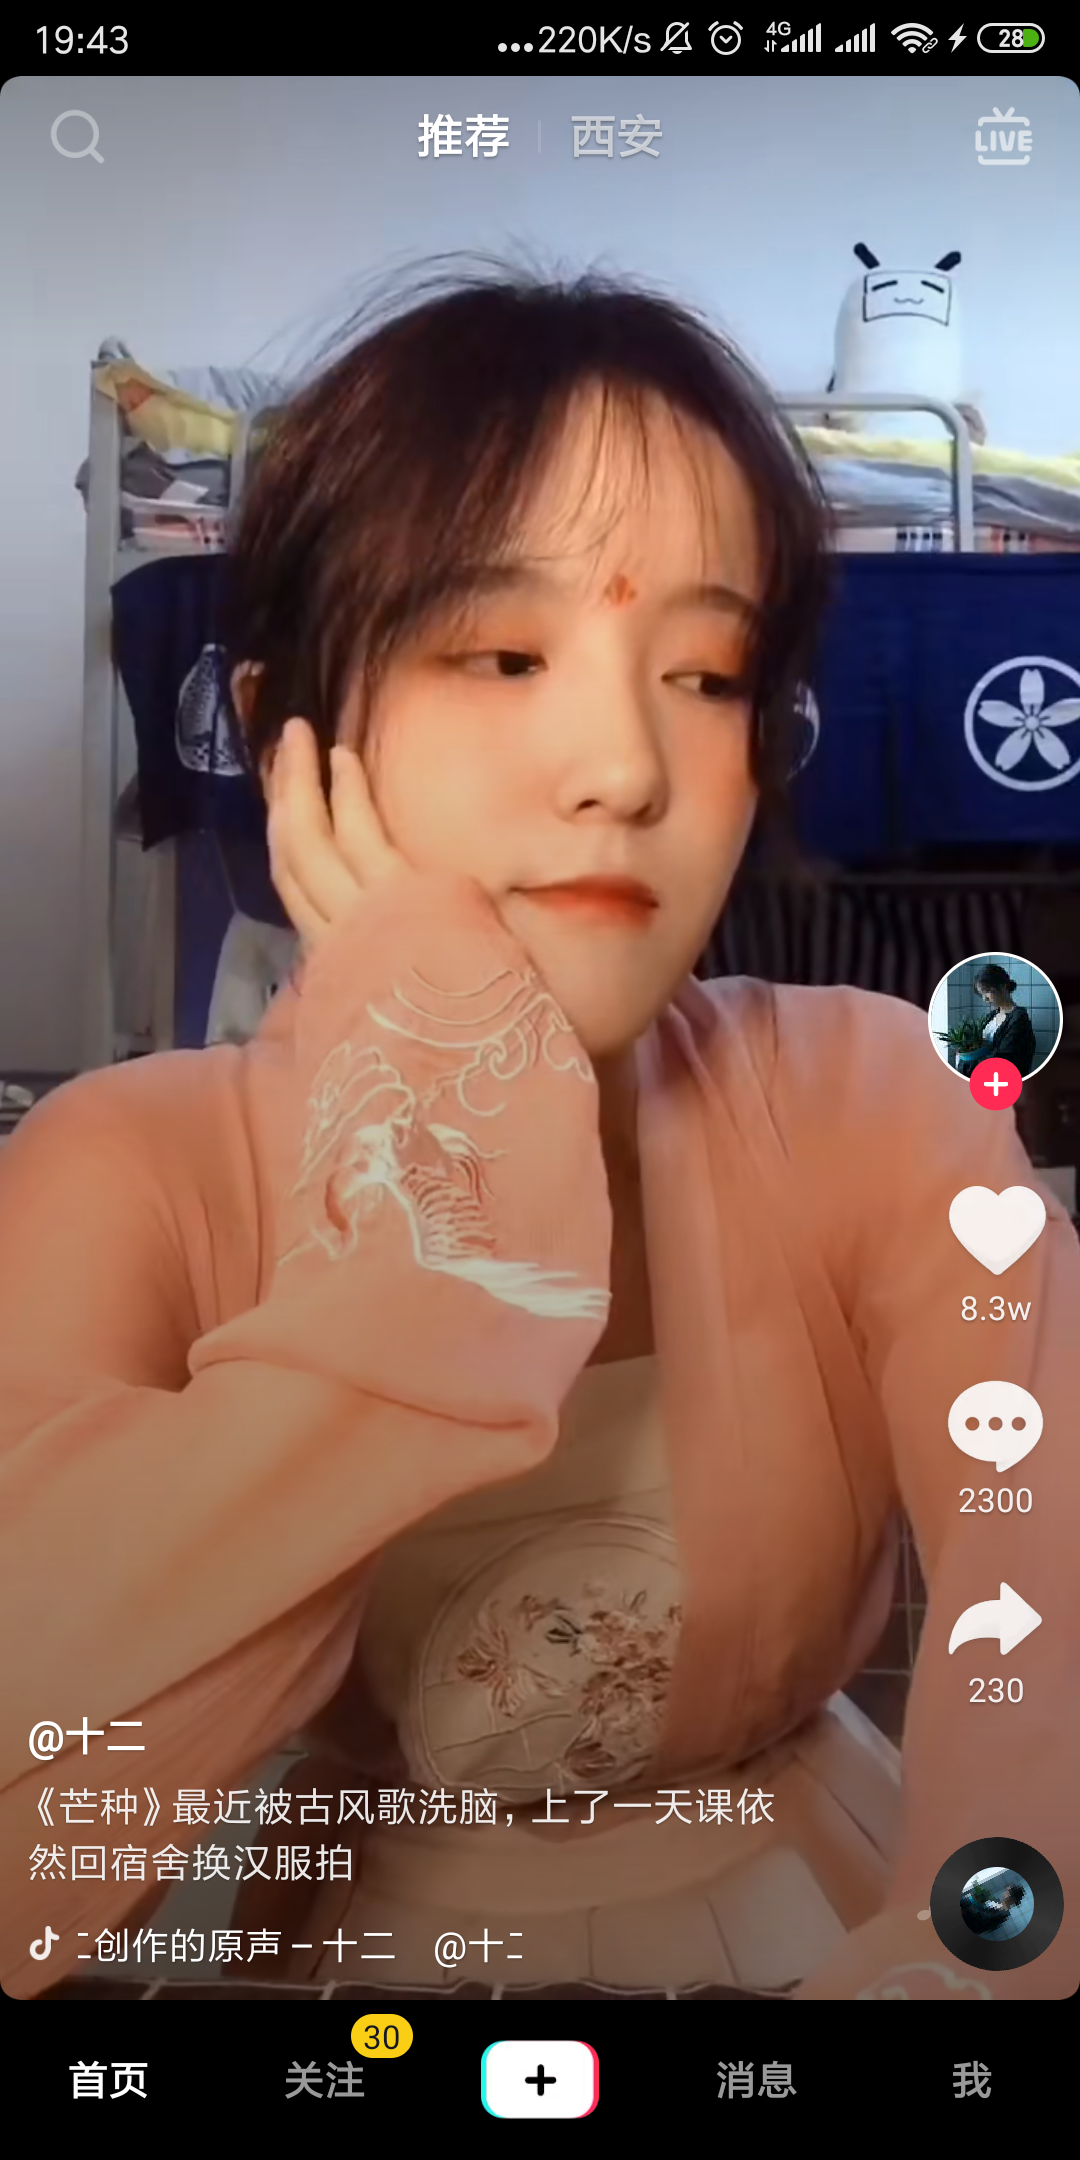 19:43
...220K/s 4G 28
推荐 西安 LIVE
8.3w
2300
230
@十二
《芒种》最近被古风歌洗脑，上了一天课依
然回宿舍换汉服拍
创作的原声 – 十二 @十
30
首页 关注 消息 我